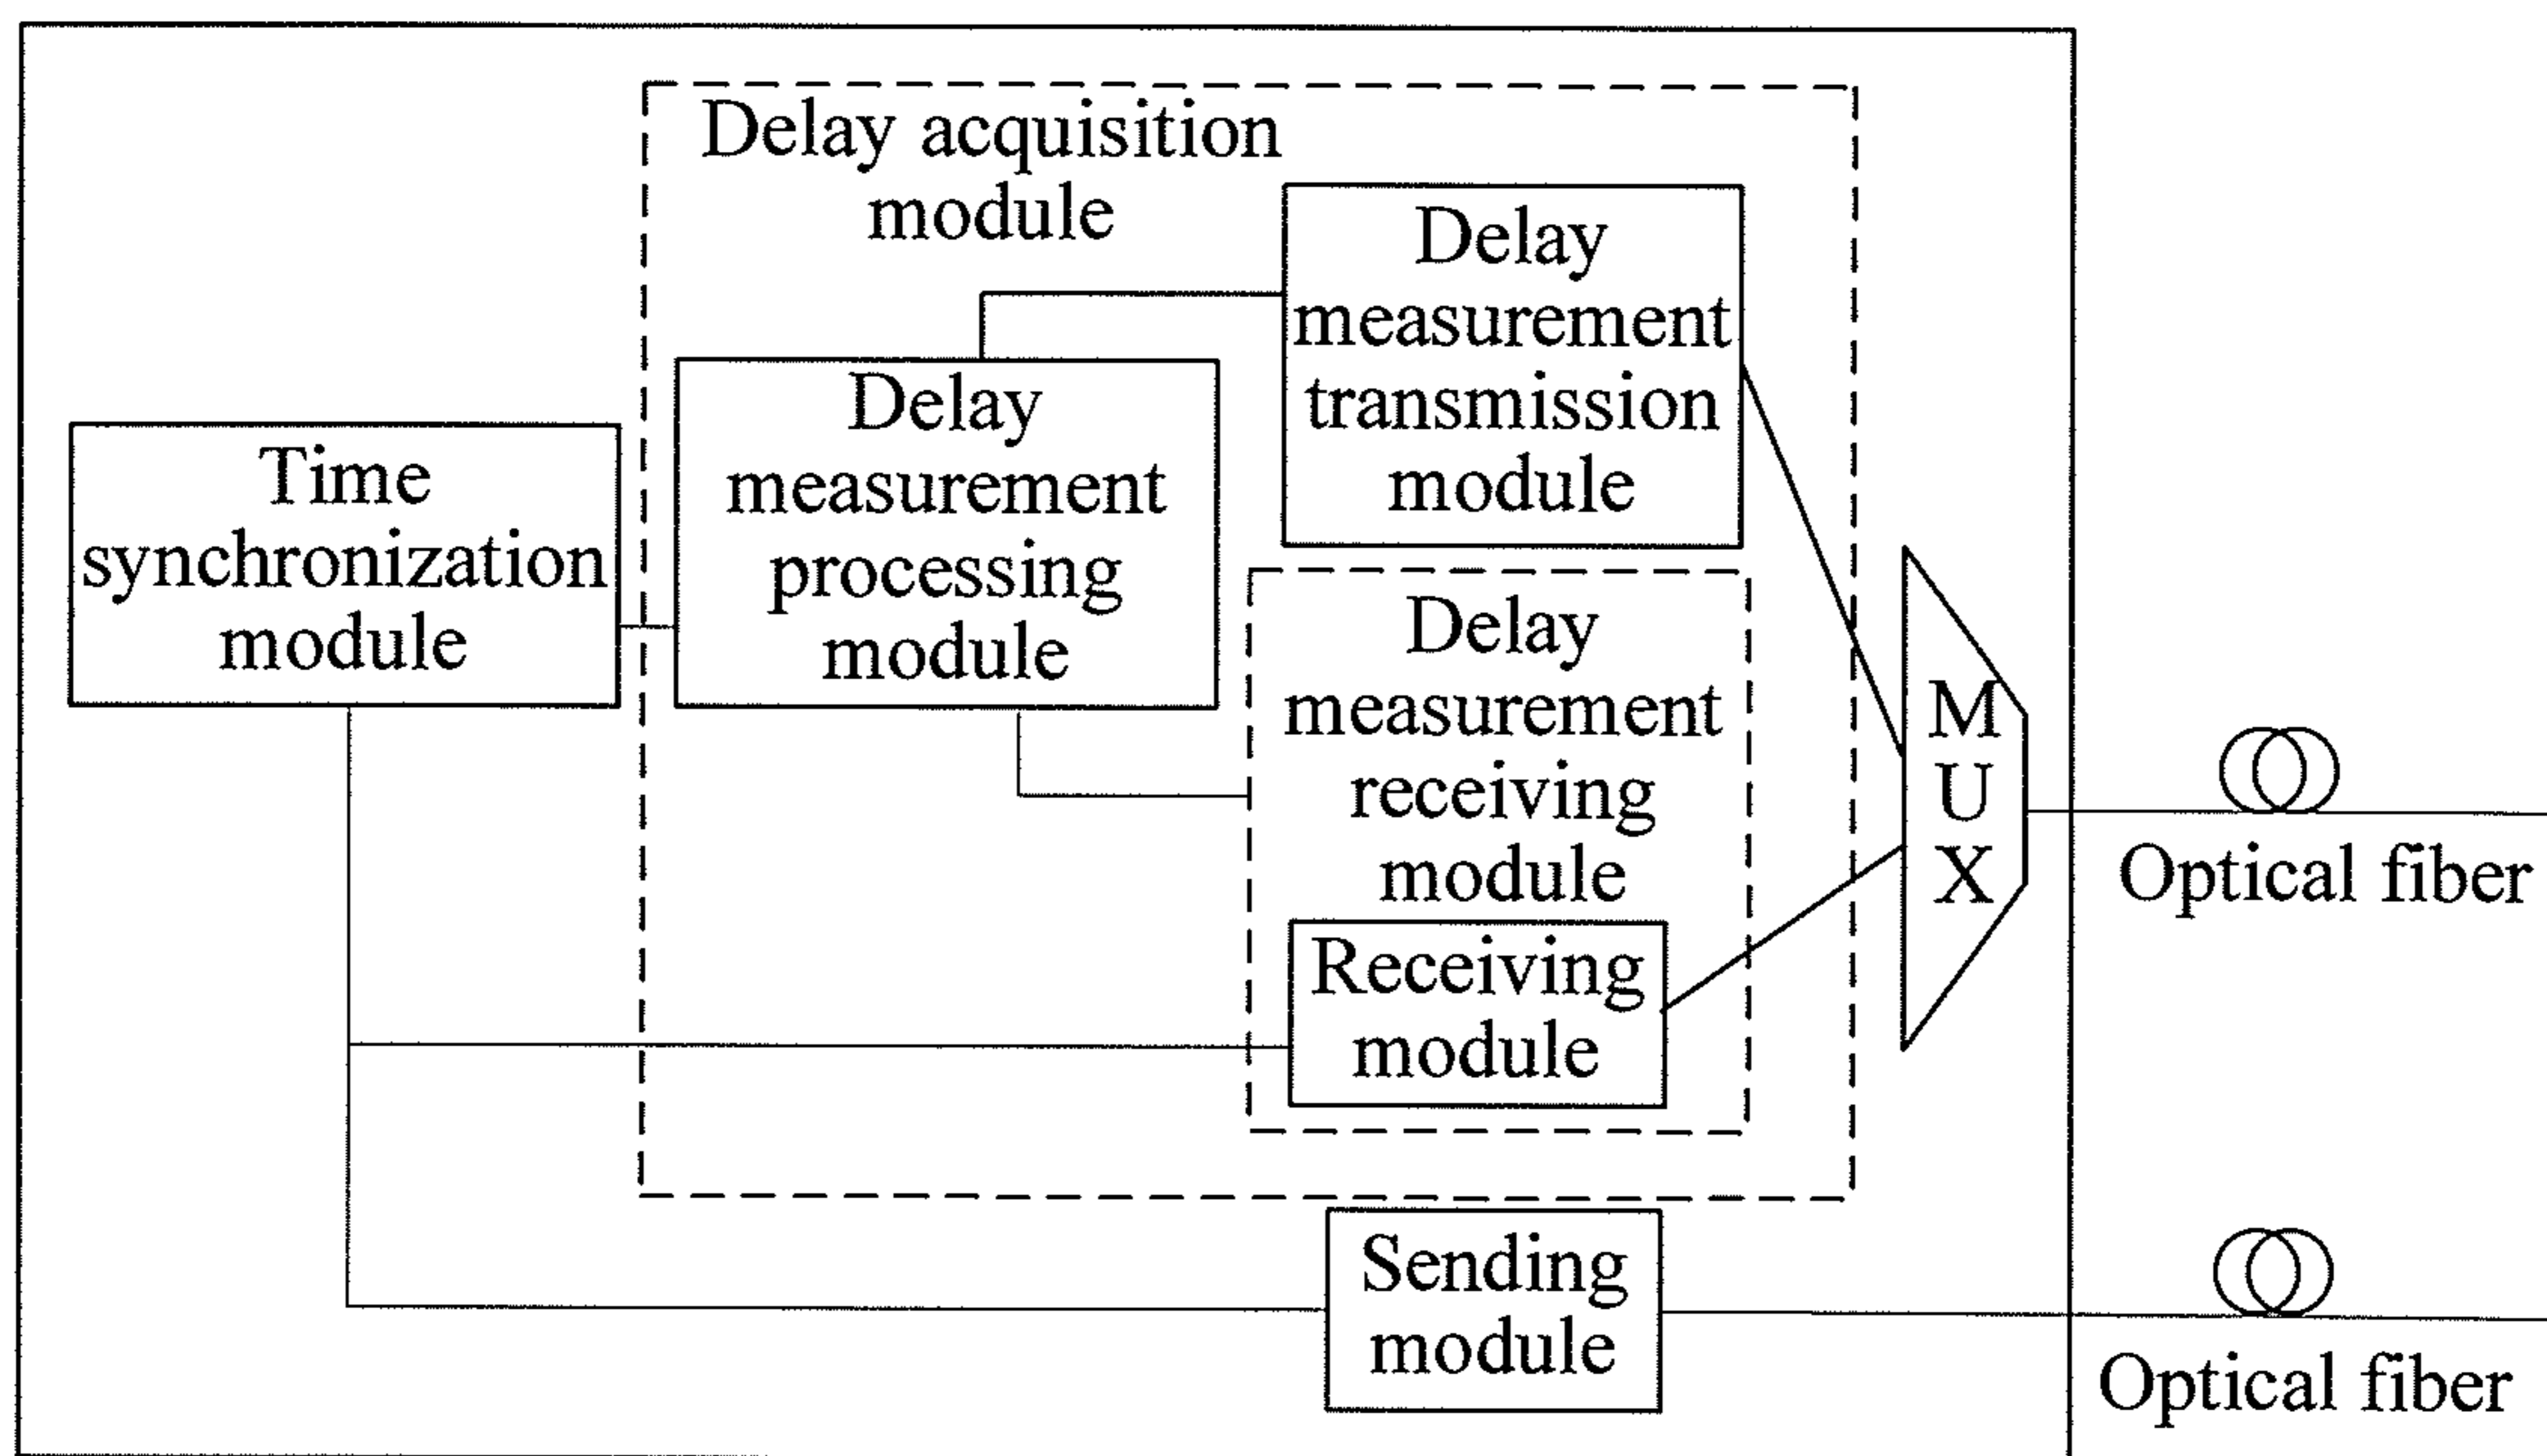 Delay acquisition
module
Delay
measurement
transmission
module
Delay
measurement
processing
module
Time
synchronization
module
Delay
measurement
receiving
module
Receiving
module
M
U
X
Optical fiber
Sending
module
Optical fiber